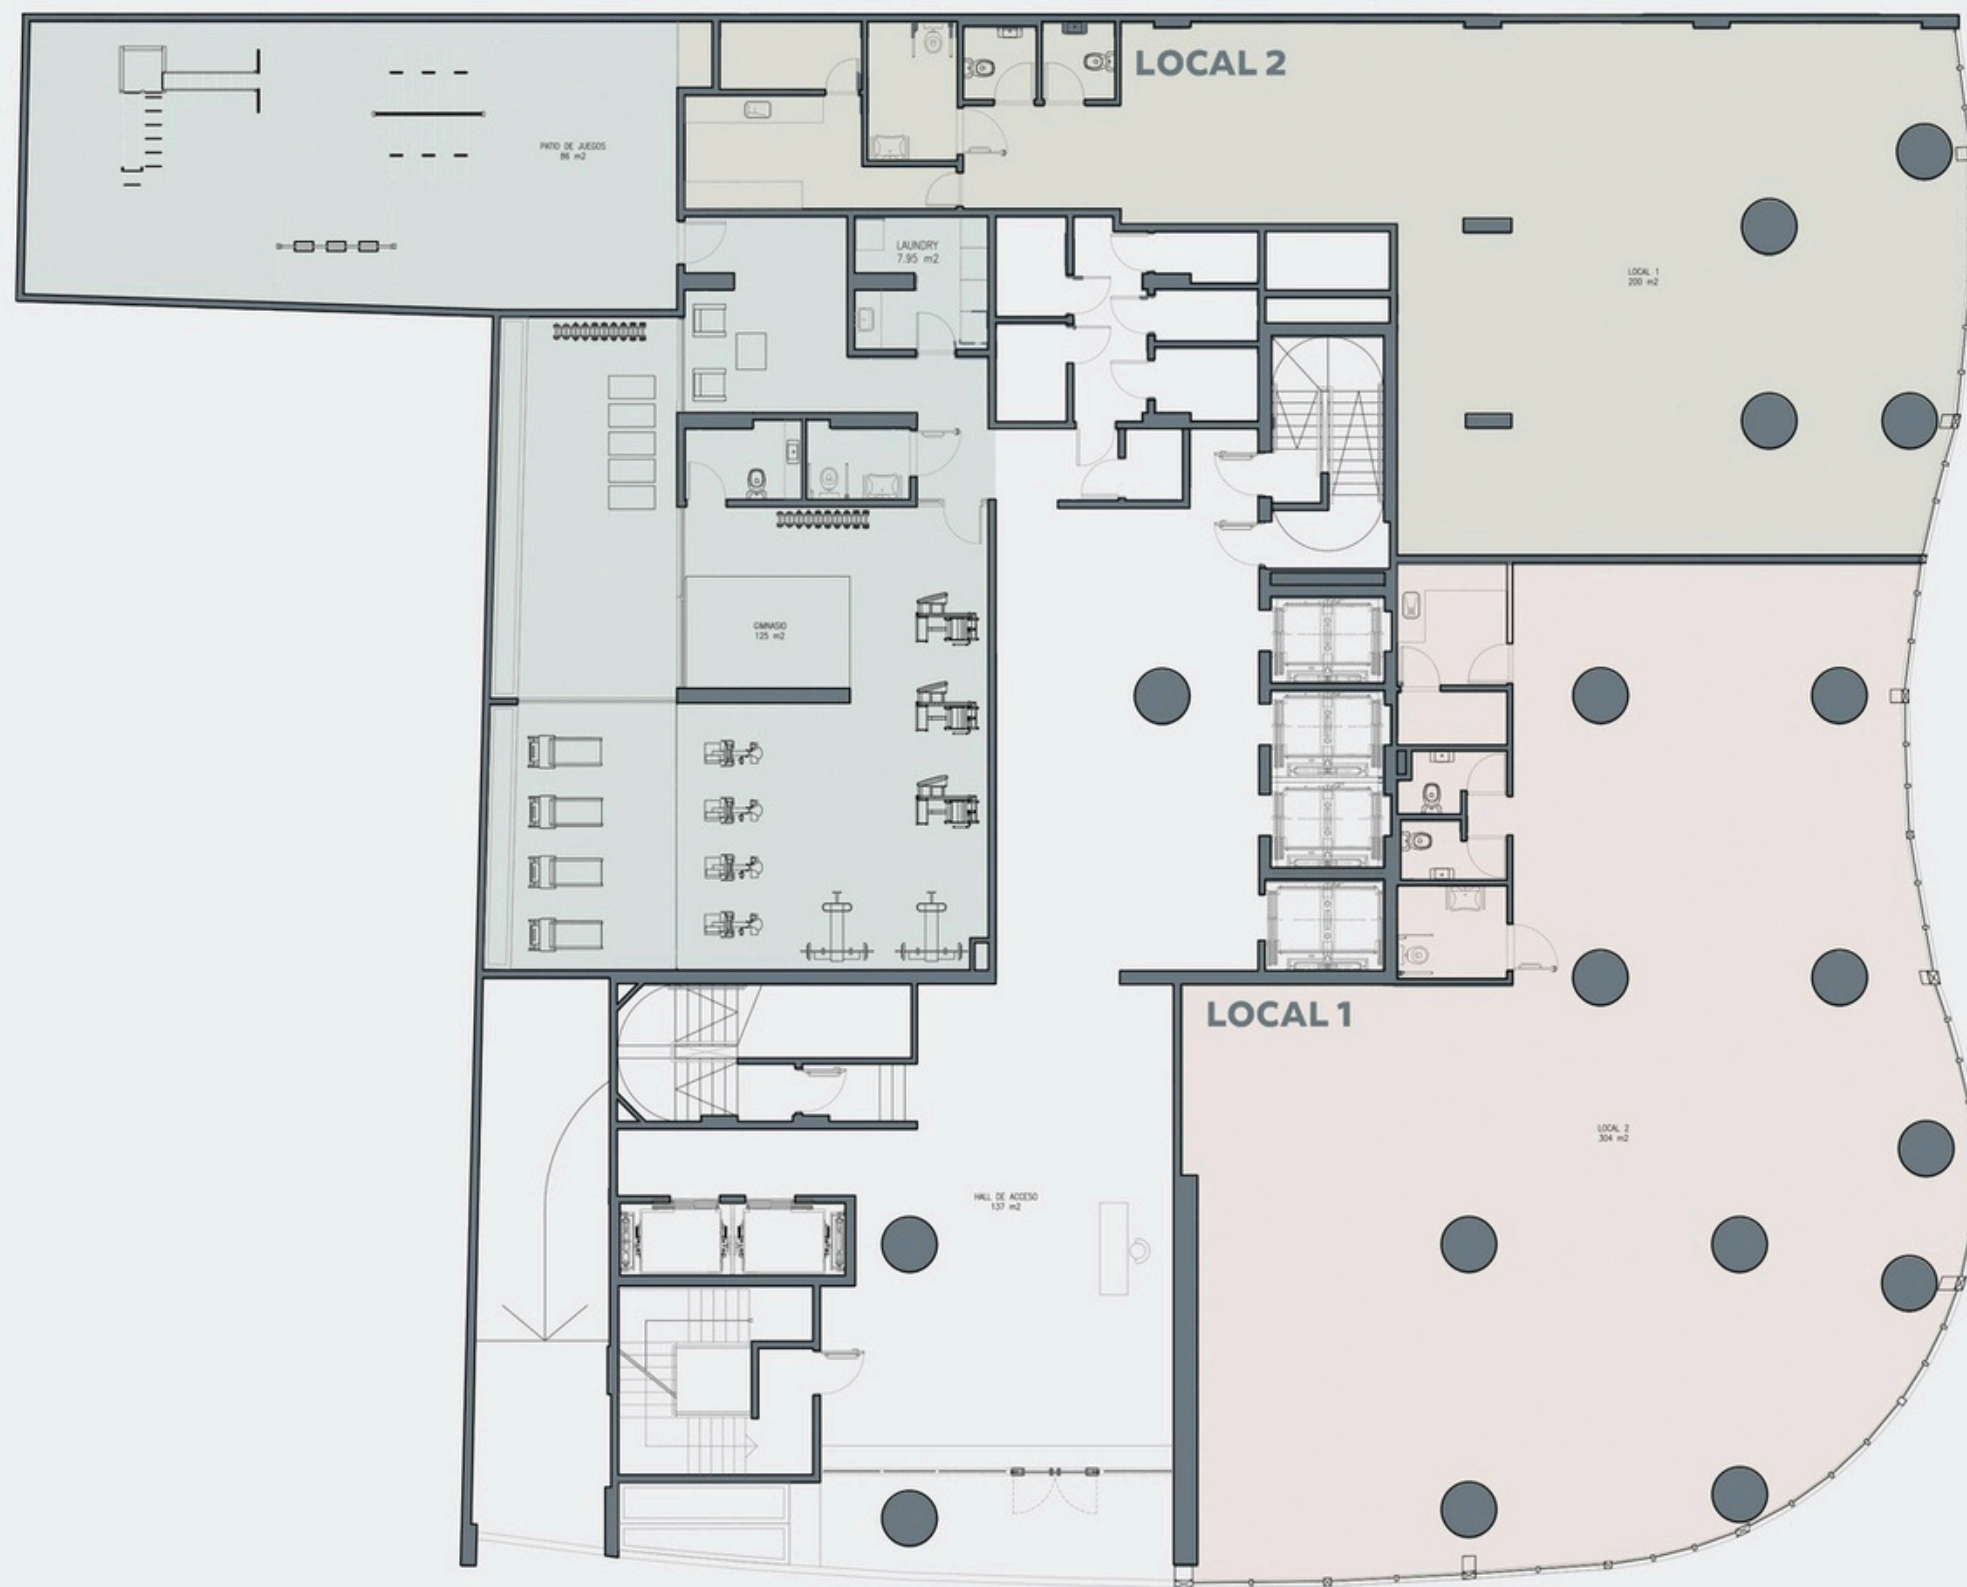 LOCAL 2
PATIO DE JUEGOS
86 m2
LAUNDRY
7.95 m2
LOCAL 1
200 m2
GIMNASIO
125 m2
LOCAL 1
LOCAL 2
304 m2
HALL DE ACCESO
137 m2